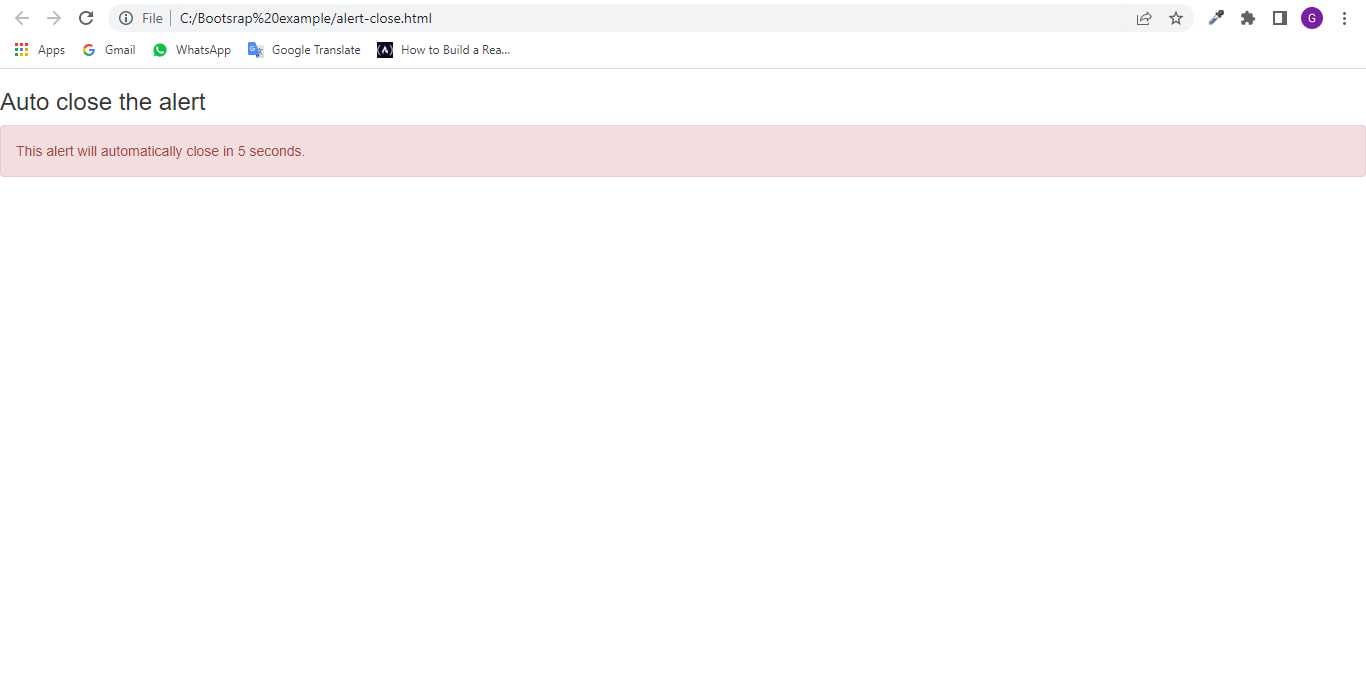 File C:/Bootsrap%20example/alert-close.html G
Apps Gmail WhatsApp Google Translate How to Build a Rea...
Auto close the alert
This alert will automatically close in 5 seconds.